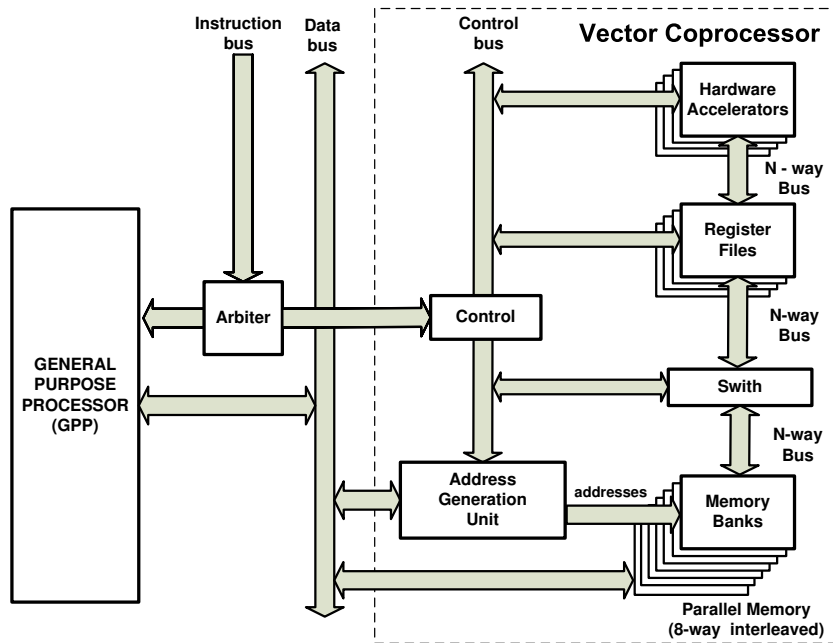 Instruction
bus
Data
bus
Control
bus
Vector Coprocessor
Hardware
Accelerators
N - way
Bus
Register
Files
Arbiter
Control
N-way
Bus
GENERAL
PURPOSE
PROCESSOR
(GPP)
Swith
N-way
Bus
Address
Generation
Unit
addresses
Memory
Banks
Parallel Memory
(8-way interleaved)